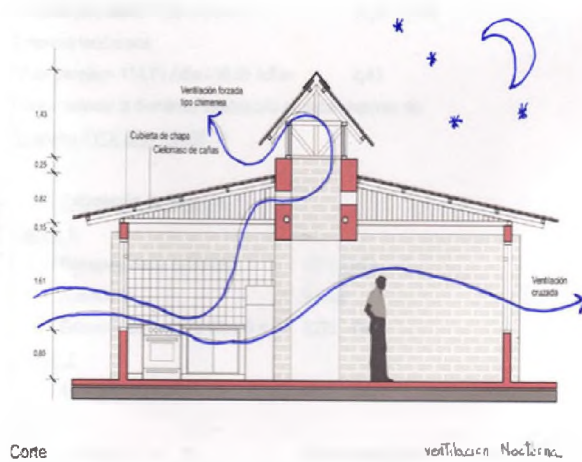 Ventilación forzada
tipo chimenea
Cubierta de chapa
Cielorraso de cañas
1,43
0,25
0,82
0,15
1,61
0,80
Ventilación
cruzada
Corte
ventilacion Nocturna